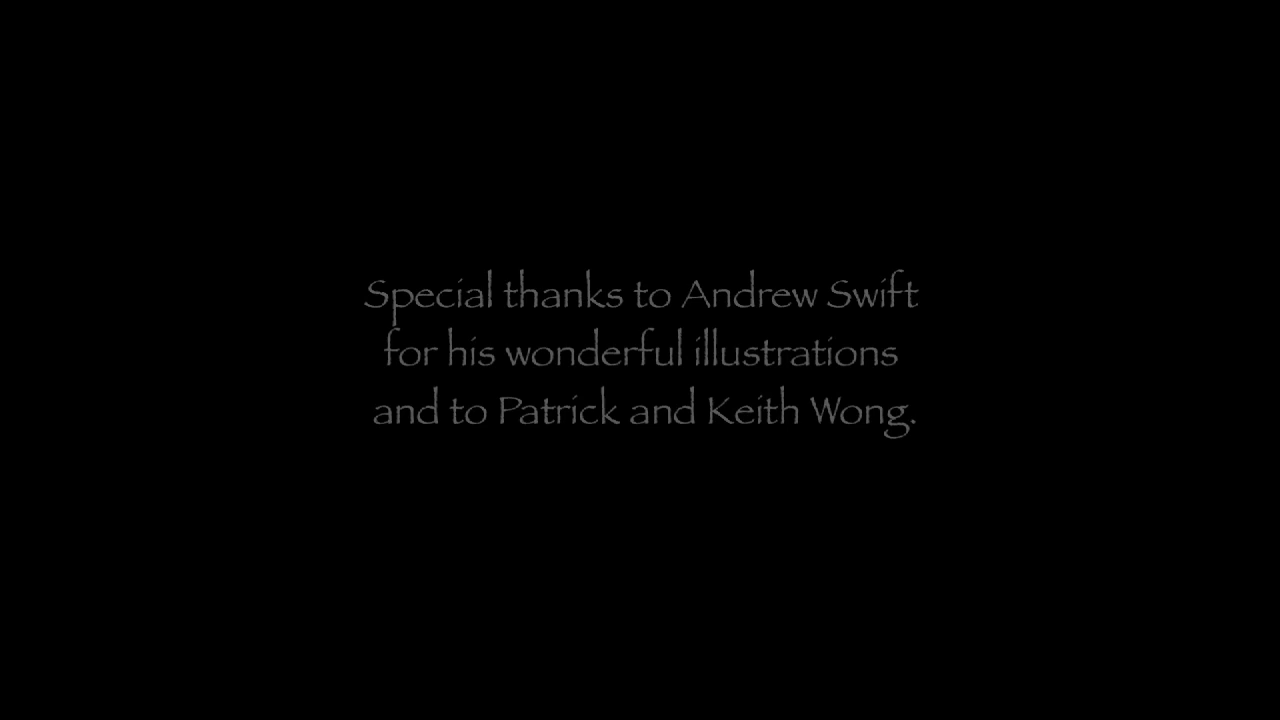 Special thanks to Andrew Swift
for his wonderful illustrations
and to Patrick and Keith Wong.